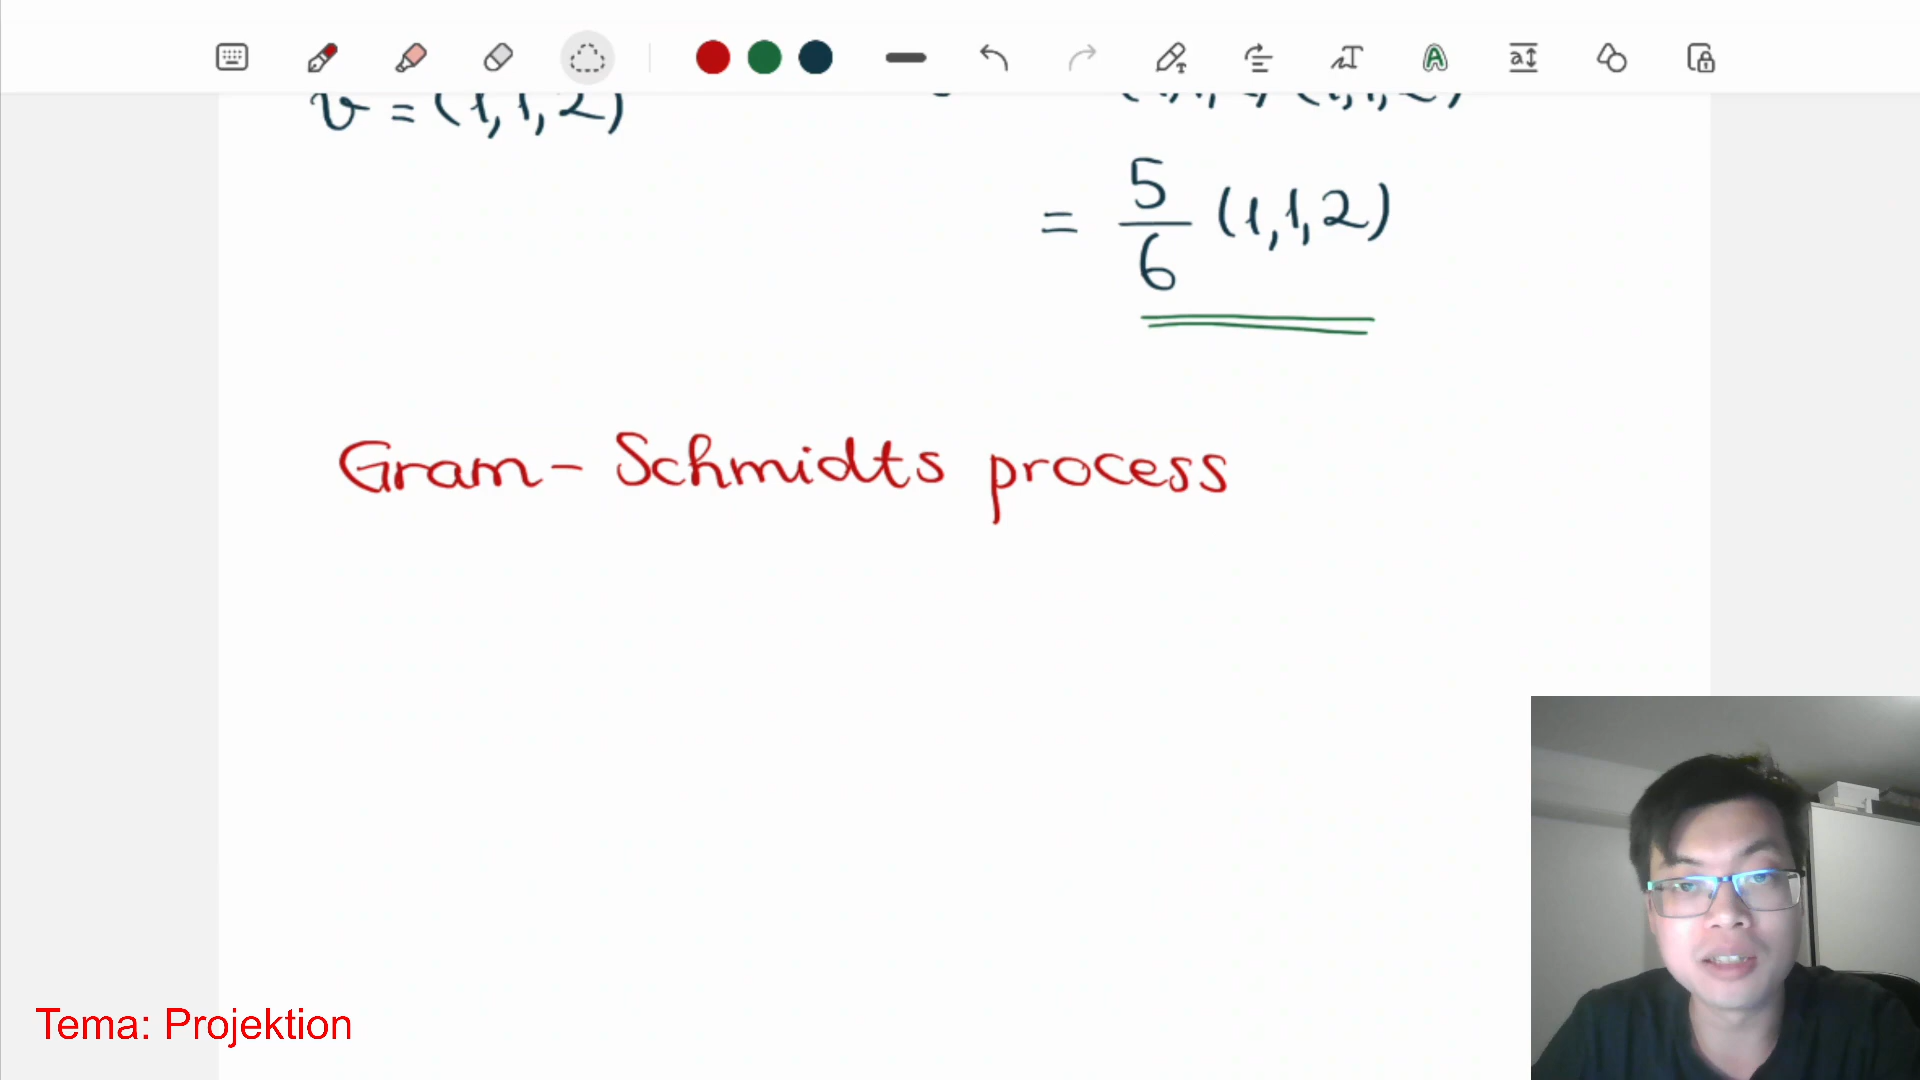 v = (1,1,2)
= 5/6 (1,1,2)
Gram-Schmidts process
Tema: Projektion